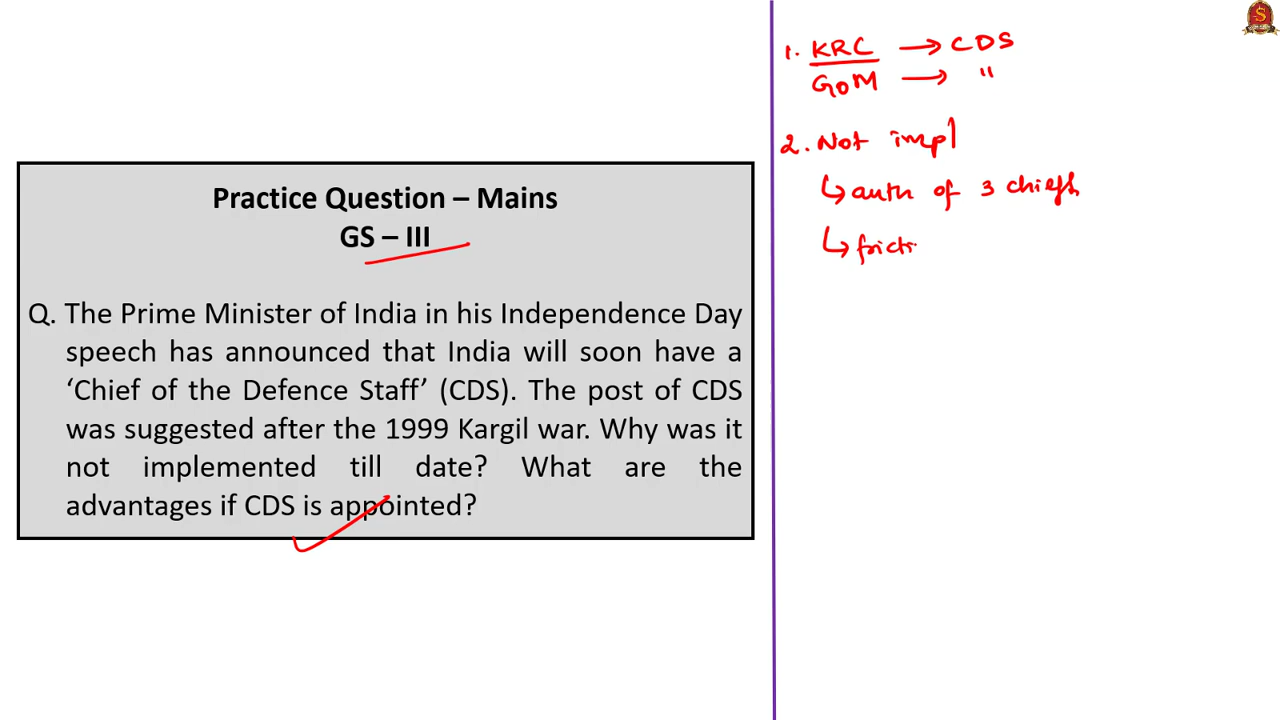 Practice Question – Mains
GS – III
Q. The Prime Minister of India in his Independence Day
speech has announced that India will soon have a
‘Chief of the Defence Staff’ (CDS). The post of CDS
was suggested after the 1999 Kargil war. Why was it
not implemented till date? What are the
advantages if CDS is appointed?
1. KRC → CDS
GoM → "
2. Not impl
↳ auth of 3 chiefs
↳ fricti